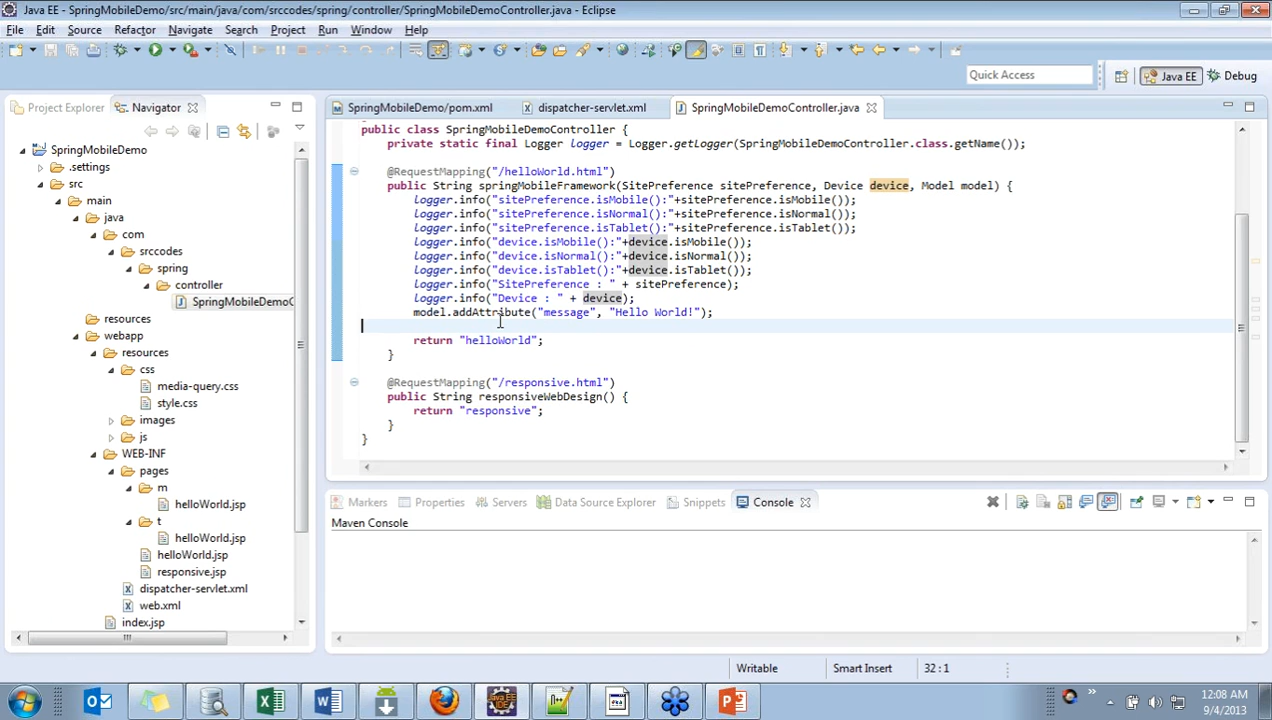 Java EE - SpringMobileDemo/src/main/java/com/srccodes/spring/controller/SpringMobileDemoController.java - Eclipse
File Edit Source Refactor Navigate Search Project Run Window Help
Quick Access
Java EE
Debug
Project Explorer
Navigator
SpringMobileDemo
.settings
src
main
java
com
srccodes
spring
controller
SpringMobileDemoC
resources
webapp
resources
css
media-query.css
style.css
images
js
WEB-INF
pages
m
helloWorld.jsp
t
helloWorld.jsp
helloWorld.jsp
responsive.jsp
dispatcher-servlet.xml
web.xml
index.jsp
SpringMobileDemo/pom.xml
dispatcher-servlet.xml
SpringMobileDemoController.java
public class SpringMobileDemoController {
private static final Logger logger = Logger.getLogger(SpringMobileDemoController.class.getName());
@RequestMapping("/helloWorld.html")
public String springMobileFramework(SitePreference sitePreference, Device device, Model model) {
logger.info("sitePreference.isMobile():"+sitePreference.isMobile());
logger.info("sitePreference.isNormal():"+sitePreference.isNormal());
logger.info("sitePreference.isTablet():"+sitePreference.isTablet());
logger.info("device.isMobile():"+device.isMobile());
logger.info("device.isNormal():"+device.isNormal());
logger.info("device.isTablet():"+device.isTablet());
logger.info("SitePreference : " + sitePreference);
logger.info("Device : " + device);
model.addAttribute("message", "Hello World!");
return "helloWorld";
}
@RequestMapping("/responsive.html")
public String responsiveWebDesign() {
return "responsive";
}
}
Markers
Properties
Servers
Data Source Explorer
Snippets
Console
Maven Console
Writable
Smart Insert
32 : 1
12:08 AM
9/4/2013